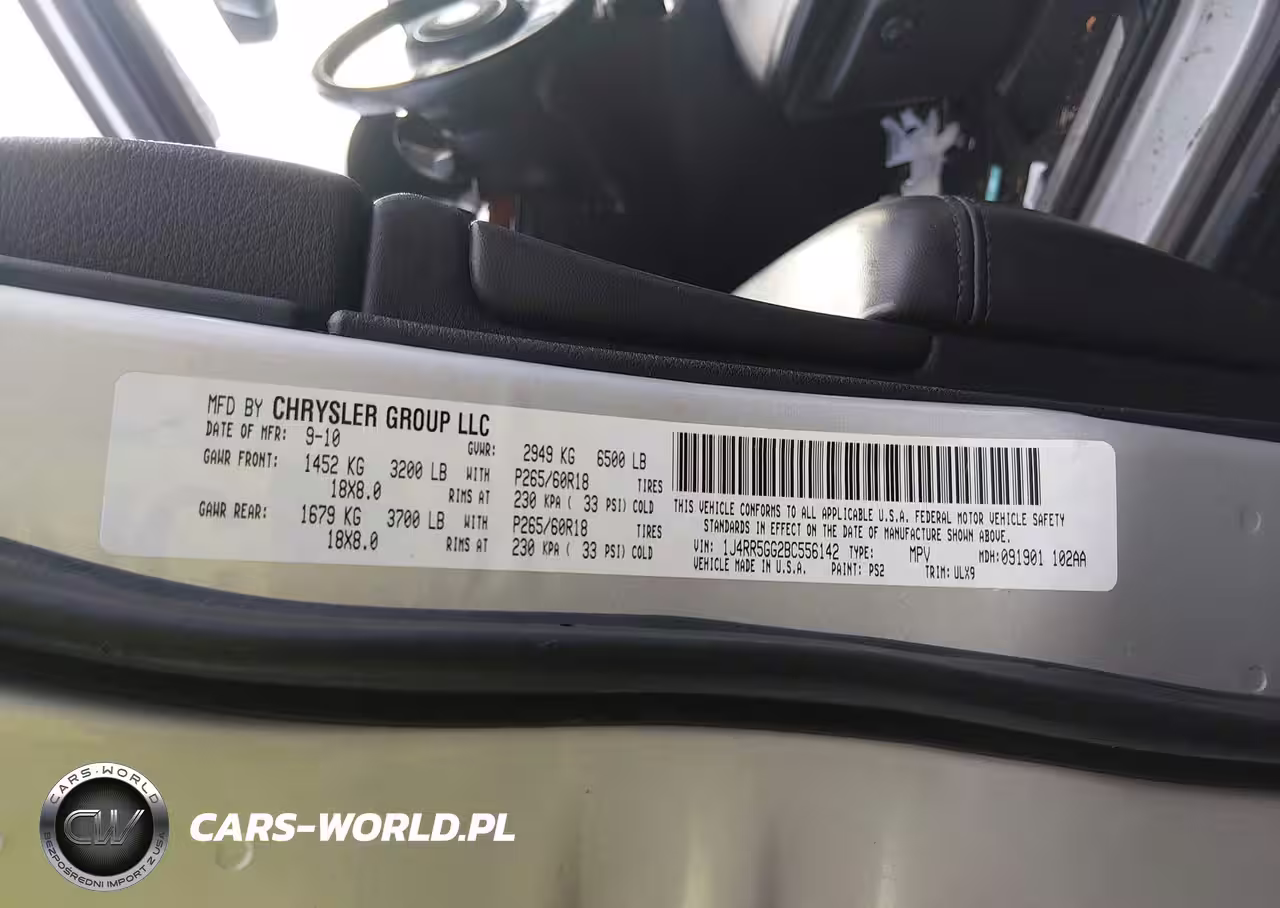 MFD BY CHRYSLER GROUP LLC
DATE OF MFR: 9-10 GVWR: 2949 KG 6500 LB
GAWR FRONT: 1452 KG 3200 LB WITH P265/60R18 TIRES
18X8.0 RIMS AT 230 KPA ( 33 PSI) COLD
GAWR REAR: 1679 KG 3700 LB WITH P265/60R18 TIRES
18X8.0 RIMS AT 230 KPA ( 33 PSI) COLD
THIS VEHICLE CONFORMS TO ALL APPLICABLE U.S.A. FEDERAL MOTOR VEHICLE SAFETY
STANDARDS IN EFFECT ON THE DATE OF MANUFACTURE SHOWN ABOVE.
VIN: 1J4RR5GG2BC556142 TYPE: MPV MDH:091901 102AA
VEHICLE MADE IN U.S.A. PAINT: PS2 TRIM: ULX9
CARS-WORLD
CW
BEZPOŚREDNI IMPORT Z USA
CARS-WORLD.PL